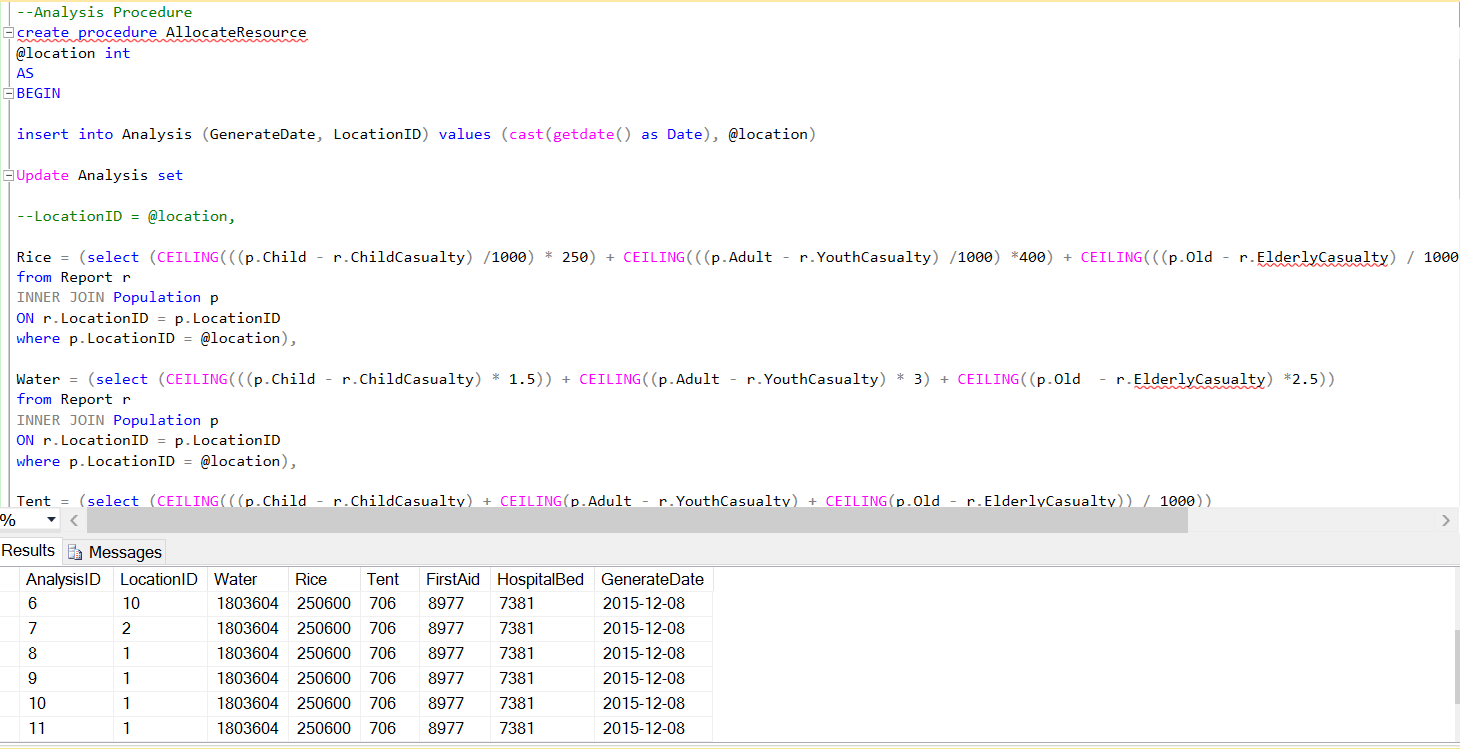 --Analysis Procedure
create procedure AllocateResource
@location int
AS
BEGIN
insert into Analysis (GenerateDate, LocationID) values (cast(getdate() as Date), @location)
Update Analysis set
--LocationID = @location,
Rice = (select (CEILING(((p.Child - r.ChildCasualty) /1000) * 250) + CEILING(((p.Adult - r.YouthCasualty) /1000) *400) + CEILING(((p.Old - r.ElderlyCasualty) / 1000
from Report r
INNER JOIN Population p
ON r.LocationID = p.LocationID
where p.LocationID = @location),
Water = (select (CEILING(((p.Child - r.ChildCasualty) * 1.5)) + CEILING((p.Adult - r.YouthCasualty) * 3) + CEILING((p.Old  - r.ElderlyCasualty) *2.5))
from Report r
INNER JOIN Population p
ON r.LocationID = p.LocationID
where p.LocationID = @location),
Tent = (select (CEILING(((p.Child - r.ChildCasualty) + CEILING(p.Adult - r.YouthCasualty) + CEILING(p.Old - r.ElderlyCasualty)) / 1000))
%
Results Messages
AnalysisID LocationID Water Rice Tent FirstAid HospitalBed GenerateDate
6 10 1803604 250600 706 8977 7381 2015-12-08
7 2 1803604 250600 706 8977 7381 2015-12-08
8 1 1803604 250600 706 8977 7381 2015-12-08
9 1 1803604 250600 706 8977 7381 2015-12-08
10 1 1803604 250600 706 8977 7381 2015-12-08
11 1 1803604 250600 706 8977 7381 2015-12-08